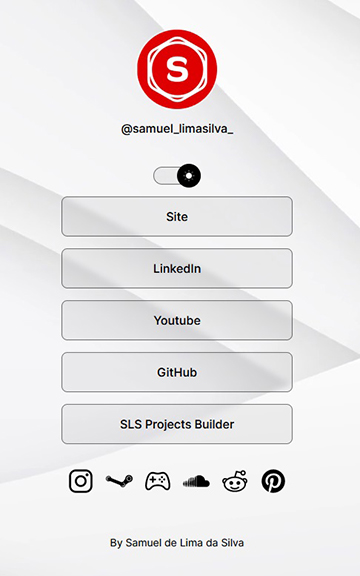 S
@samuel_limasilva_
Site
LinkedIn
Youtube
GitHub
SLS Projects Builder
By Samuel de Lima da Silva